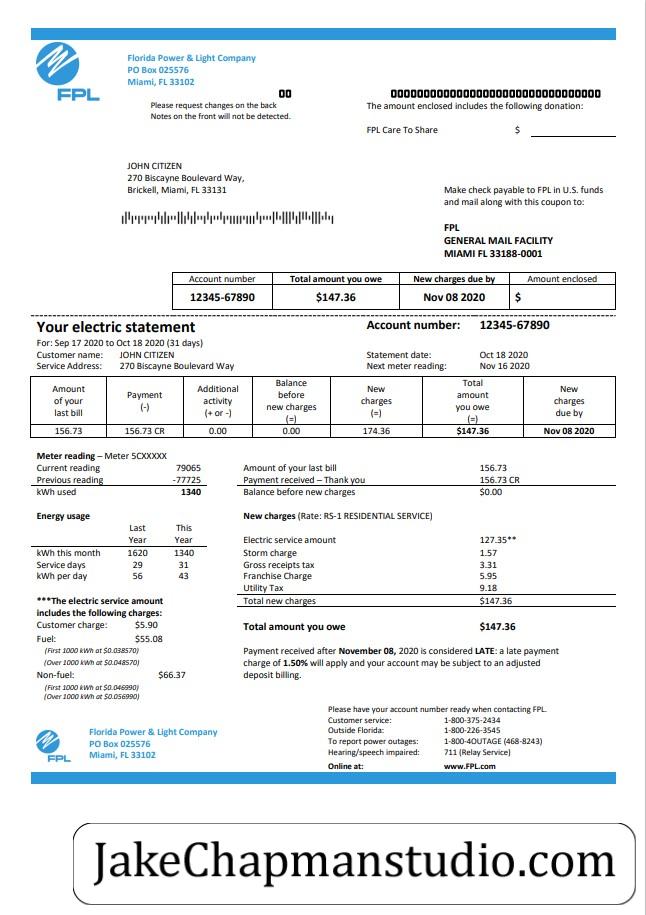 Florida Power & Light Company
PO Box 025576
Miami, FL 33102
FPL
Please request changes on the back
Notes on the front will not be detected.
The amount enclosed includes the following donation:
FPL Care To Share $
JOHN CITIZEN
270 Biscayne Boulevard Way,
Brickell, Miami, FL 33131
Make check payable to FPL in U.S. funds
and mail along with this coupon to:
FPL
GENERAL MAIL FACILITY
MIAMI FL 33188-0001
Account number Total amount you owe New charges due by Amount enclosed
12345-67890 $147.36 Nov 08 2020 $
Your electric statement Account number: 12345-67890
For: Sep 17 2020 to Oct 18 2020 (31 days)
Customer name: JOHN CITIZEN Statement date: Oct 18 2020
Service Address: 270 Biscayne Boulevard Way Next meter reading: Nov 16 2020
Amount of your last bill Payment (-) Additional activity (+ or -) Balance before new charges (=) New charges (=) Total amount you owe (=) New charges due by
156.73 156.73 CR 0.00 0.00 174.36 $147.36 Nov 08 2020
Meter reading – Meter 5CXXXXX
Current reading 79065
Previous reading -77725
kWh used 1340
Amount of your last bill 156.73
Payment received – Thank you 156.73 CR
Balance before new charges $0.00
Energy usage
Last Year This Year
kWh this month 1620 1340
Service days 29 31
kWh per day 56 43
New charges (Rate: RS-1 RESIDENTIAL SERVICE)
Electric service amount 127.35**
Storm charge 1.57
Gross receipts tax 3.31
Franchise Charge 5.95
Utility Tax 9.18
Total new charges $147.36
Total amount you owe $147.36
***The electric service amount
includes the following charges:
Customer charge: $5.90
Fuel: $55.08
(First 1000 kWh at $0.038570)
(Over 1000 kWh at $0.048570)
Non-fuel: $66.37
(First 1000 kWh at $0.046990)
(Over 1000 kWh at $0.056990)
Payment received after November 08, 2020 is considered LATE: a late payment
charge of 1.50% will apply and your account may be subject to an adjusted
deposit billing.
Please have your account number ready when contacting FPL.
Customer service: 1-800-375-2434
Outside Florida: 1-800-226-3545
To report power outages: 1-800-4OUTAGE (468-8243)
Hearing/speech impaired: 711 (Relay Service)
Online at: www.FPL.com
FPL
Florida Power & Light Company
PO Box 025576
Miami, FL 33102
JakeChapmanstudio.com